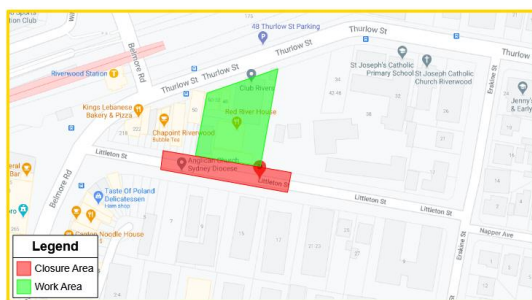 48 Thurlow St Parking
Thurlow St
Belmore Rd
Riverwood Station
Thurlow St
Thurlow St
Club Rivers
St Joseph's Catholic
Primary School
St Joseph Catholic
Church Riverwood
Erskine St
Jenny's
Kings Lebanese
Bakery & Pizza
Red River House
42-46
Chapoint Riverwood
Bubble Tea
Littleton St
Anglican Church
Sydney Diocese
Littleton St
Littleton St
Littleton St
Belmore Rd
Taste Of Poland
Delicatessen
Canton Noodle House
Napper Ave
Erskine St
Legend
Closure Area
Work Area